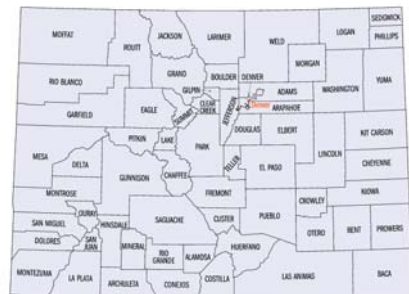 SEDGWICK
LOGAN
PHILLIPS
MOFFAT
ROUTT
JACKSON
LARIMER
WELD
MORGAN
YUMA
WASHINGTON
RIO BLANCO
GRAND
BOULDER
DENVER
ADAMS
GILPIN
Denver
ARAPAHOE
CLEAR
CREEK
JEFFERSON
GARFIELD
EAGLE
SUMMIT
DOUGLAS
ELBERT
KIT CARSON
PITKIN
LAKE
PARK
LINCOLN
MESA
DELTA
GUNNISON
CHAFFEE
TELLER
EL PASO
CHEYENNE
MONTROSE
FREMONT
CROWLEY
KIOWA
OURAY
SAGUACHE
CUSTER
PUEBLO
SAN MIGUEL
HINSDALE
OTERO
BENT
PROWERS
DOLORES
SAN
JUAN
MINERAL
RIO
GRANDE
ALAMOSA
HUERFANO
MONTEZUMA
LA PLATA
ARCHULETA
CONEJOS
COSTILLA
LAS ANIMAS
BACA